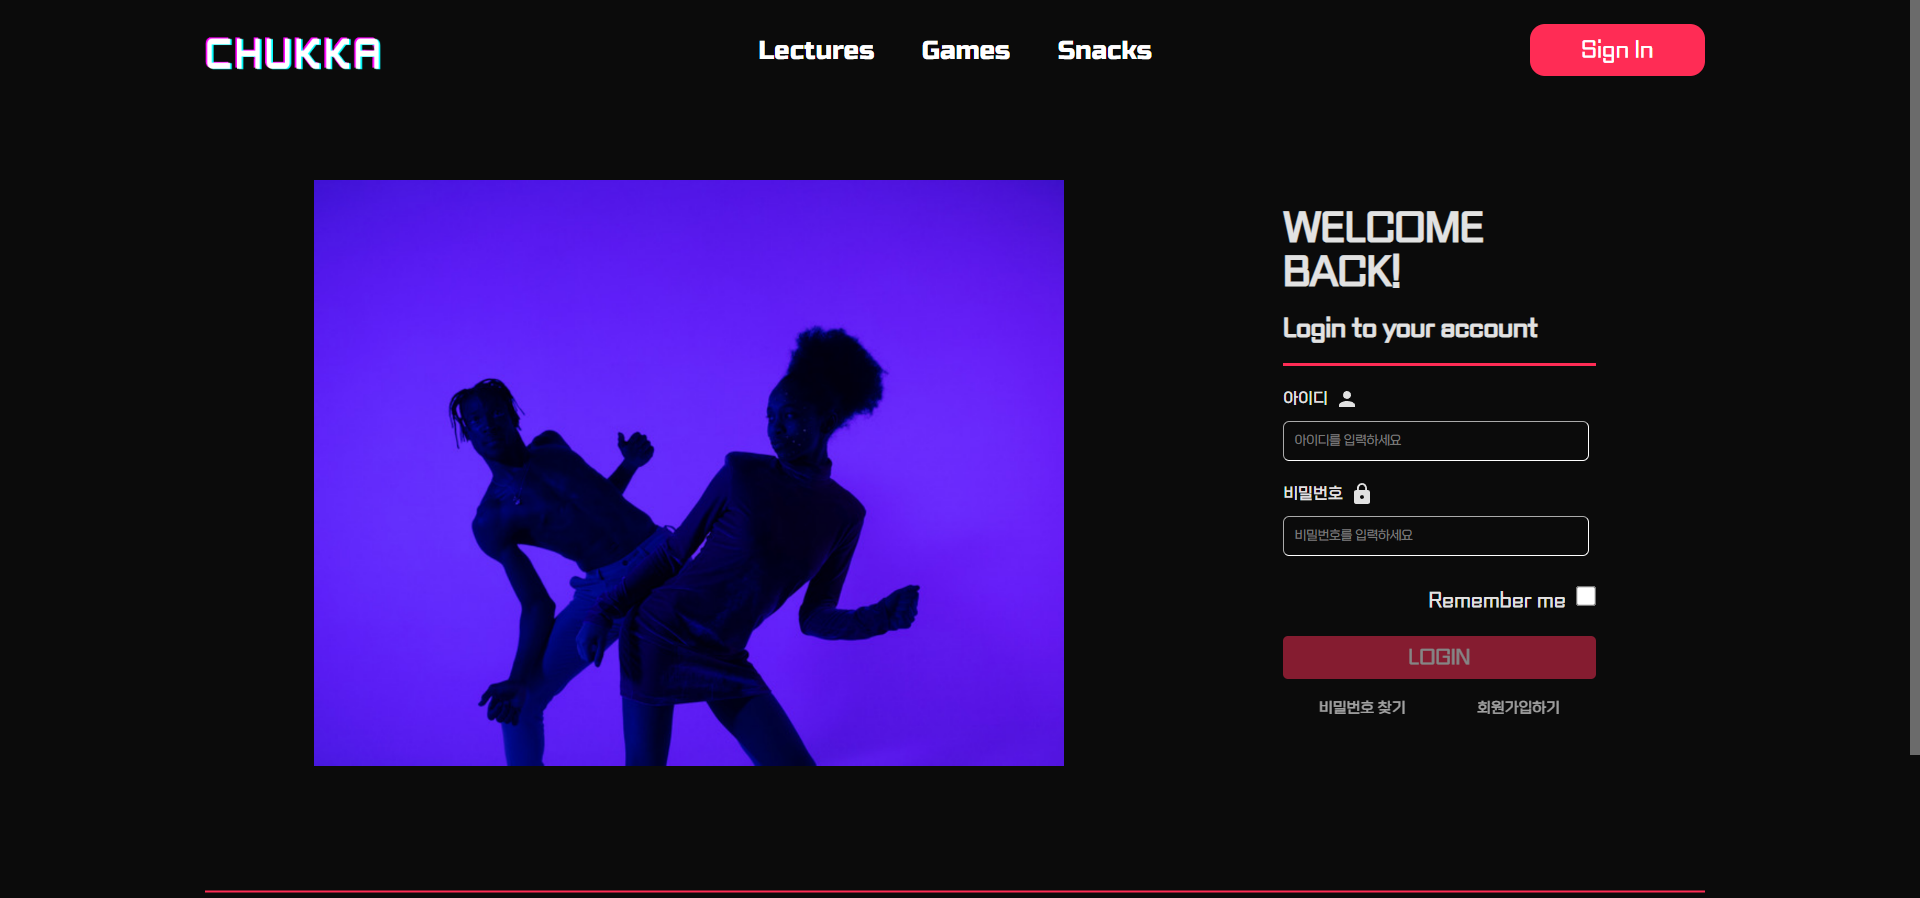 CHUKKA
Lectures Games Snacks
Sign In
WELCOME
BACK!
Login to your account
아이디
아이디를 입력하세요
비밀번호
비밀번호를 입력하세요
Remember me
LOGIN
비밀번호 찾기 회원가입하기